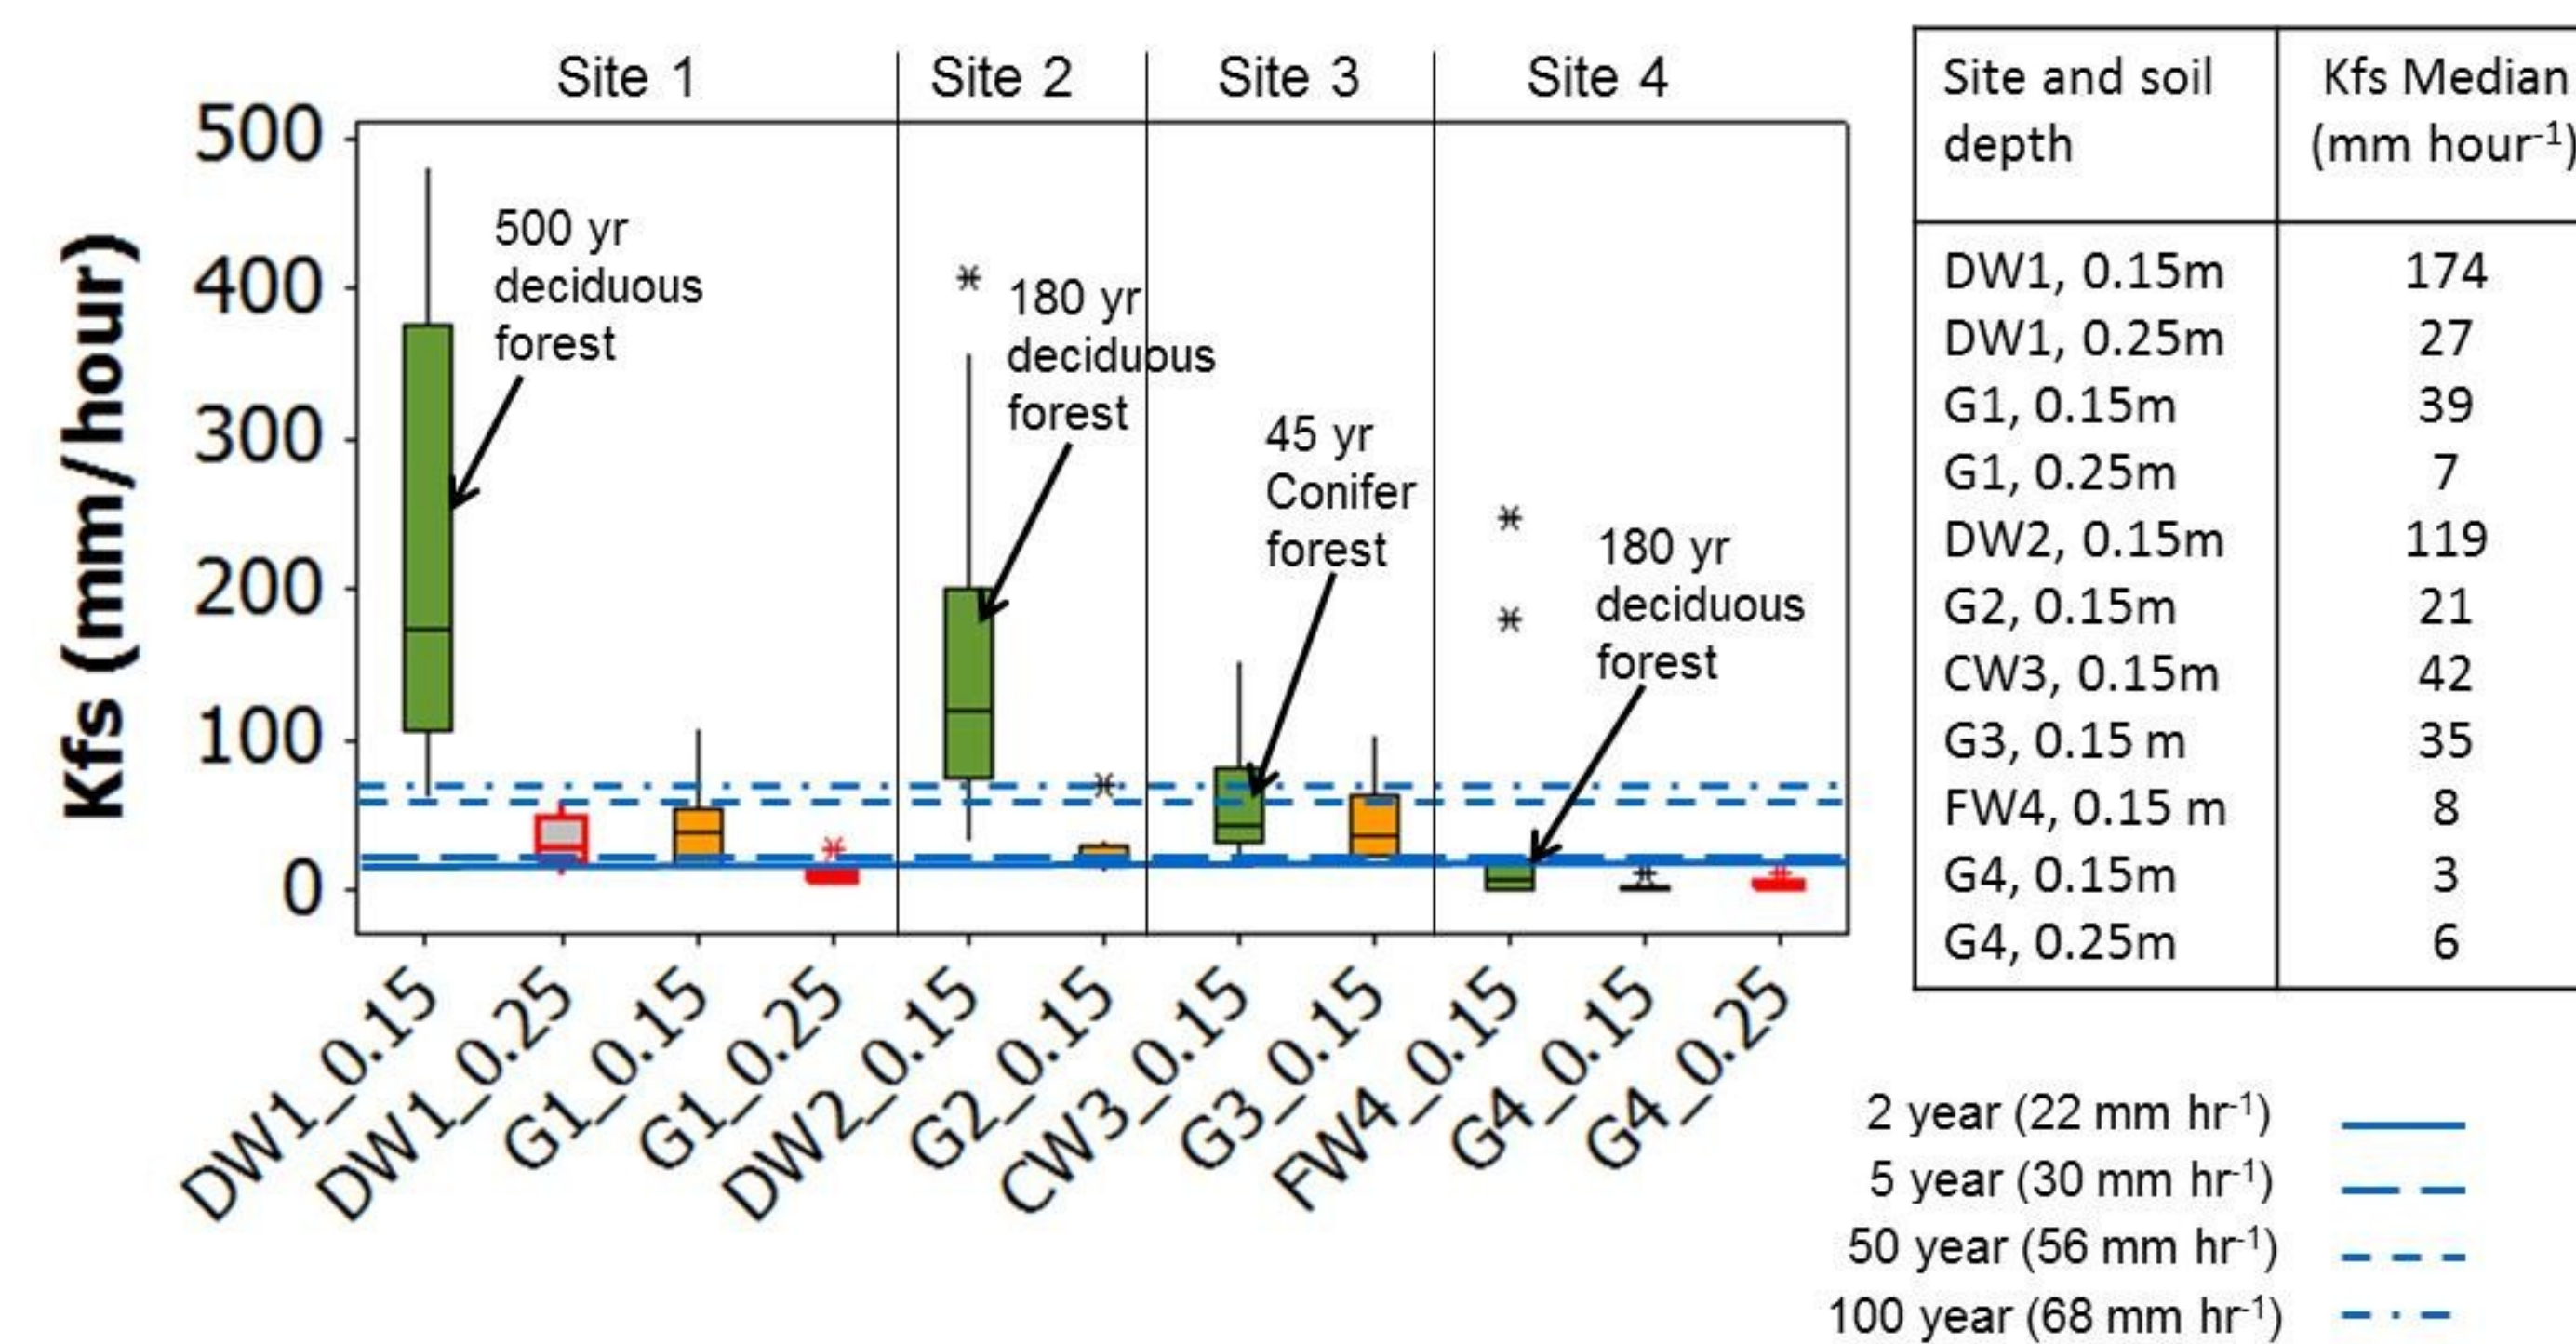 Site 1
Site 2
Site 3
Site 4
Kfs (mm/hour)
500
400
300
200
100
0
500 yr
deciduous
forest
180 yr
deciduous
forest
45 yr
Conifer
forest
180 yr
deciduous
forest
DW1_0.15
DW1_0.25
G1_0.15
G1_0.25
DW2_0.15
G2_0.15
CW3_0.15
G3_0.15
FW4_0.15
G4_0.15
G4_0.25
Site and soil depth Kfs Median (mm hour⁻¹)
DW1, 0.15m 174
DW1, 0.25m 27
G1, 0.15m 39
G1, 0.25m 7
DW2, 0.15m 119
G2, 0.15m 21
CW3, 0.15m 42
G3, 0.15 m 35
FW4, 0.15 m 8
G4, 0.15m 3
G4, 0.25m 6
2 year (22 mm hr⁻¹)
5 year (30 mm hr⁻¹)
50 year (56 mm hr⁻¹)
100 year (68 mm hr⁻¹)